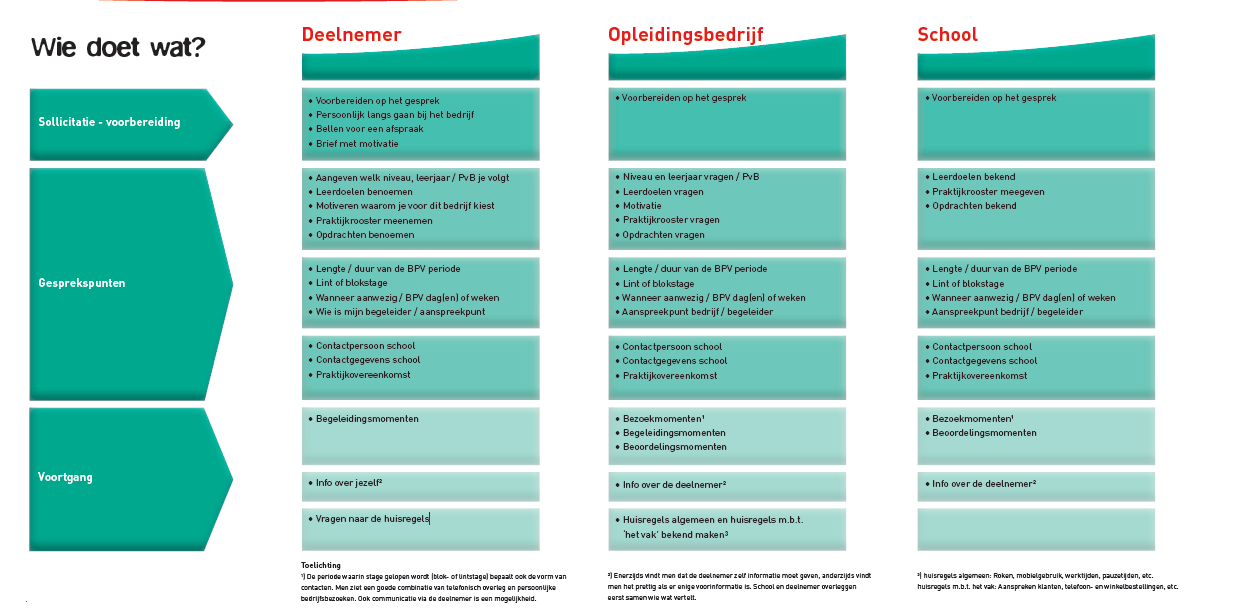 Wie doet wat?
Deelnemer
Opleidingsbedrijf
School
Sollicitatie - voorbereiding
• Voorbereiden op het gesprek
• Persoonlijk langs gaan bij het bedrijf
• Bellen voor een afspraak
• Brief met motivatie
• Voorbereiden op het gesprek
• Voorbereiden op het gesprek
Gesprekspunten
• Aangeven welk niveau, leerjaar / PvB je volgt
• Leerdoelen benoemen
• Motiveren waarom je voor dit bedrijf kiest
• Praktijkrooster meenemen
• Opdrachten benoemen
• Niveau en leerjaar vragen / PvB
• Leerdoelen vragen
• Motivatie
• Praktijkrooster vragen
• Opdrachten vragen
• Leerdoelen bekend
• Praktijkrooster meegeven
• Opdrachten bekend
• Lengte / duur van de BPV periode
• Lint of blokstage
• Wanneer aanwezig / BPV dag(en) of weken
• Wie is mijn begeleider / aanspreekpunt
• Lengte / duur van de BPV periode
• Lint of blokstage
• Wanneer aanwezig / BPV dag(en) of weken
• Aanspreekpunt bedrijf / begeleider
• Lengte / duur van de BPV periode
• Lint of blokstage
• Wanneer aanwezig / BPV dag(en) of weken
• Aanspreekpunt bedrijf / begeleider
• Contactpersoon school
• Contactgegevens school
• Praktijkovereenkomst
• Contactpersoon school
• Contactgegevens school
• Praktijkovereenkomst
• Contactpersoon school
• Contactgegevens school
• Praktijkovereenkomst
Voortgang
• Begeleidingsmomenten
• Bezoekmomenten¹
• Begeleidingsmomenten
• Beoordelingsmomenten
• Bezoekmomenten¹
• Beoordelingsmomenten
• Info over jezelf²
• Info over de deelnemer²
• Info over de deelnemer²
• Vragen naar de huisregels
• Huisregels algemeen en huisregels m.b.t.
'het vak' bekend maken³
Toelichting
¹) De periode waarin stage gelopen wordt (blok- of lintstage) bepaalt ook de vorm van
contacten. Men ziet een goede combinatie van telefonisch overleg en persoonlijke
bedrijfsbezoeken. Ook communicatie via de deelnemer is een mogelijkheid.
²) Enerzijds vindt men dat de deelnemer zelf informatie moet geven, anderzijds vindt
men het prettig als er enige voorinformatie is. School en deelnemer overleggen
eerst samen wie wat vertelt.
³) huisregels algemeen: Roken, mobielgebruik, werktijden, pauzetijden, etc.
huisregels m.b.t. het vak: Aanspreken klanten, telefoon- en winkelbestellingen, etc.